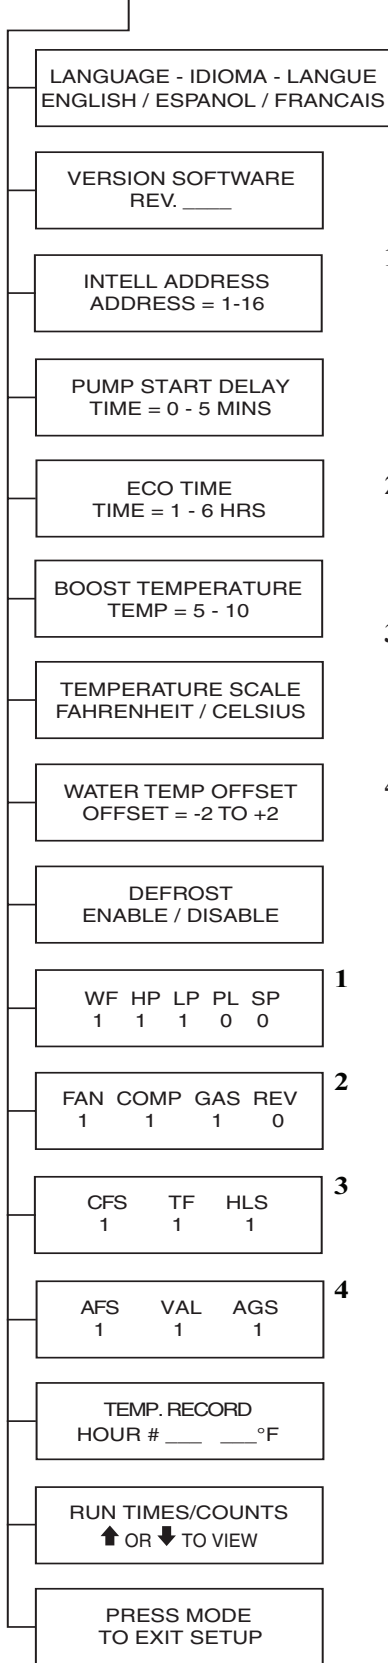 LANGUAGE - IDIOMA - LANGUE
ENGLISH / ESPANOL / FRANCAIS
VERSION SOFTWARE
REV. ____
INTELL ADDRESS
ADDRESS = 1-16
PUMP START DELAY
TIME = 0 - 5 MINS
ECO TIME
TIME = 1 - 6 HRS
BOOST TEMPERATURE
TEMP = 5 - 10
TEMPERATURE SCALE
FAHRENHEIT / CELSIUS
WATER TEMP OFFSET
OFFSET = -2 TO +2
DEFROST
ENABLE / DISABLE
1
WF HP LP PL SP
1 1 1 0 0
2
FAN COMP GAS REV
1 1 1 0
3
CFS TF HLS
1 1 1
4
AFS VAL AGS
1 1 1
TEMP. RECORD
HOUR # ___ ___°F
RUN TIMES/COUNTS
⬆ OR ⬇ TO VIEW
PRESS MODE
TO EXIT SETUP